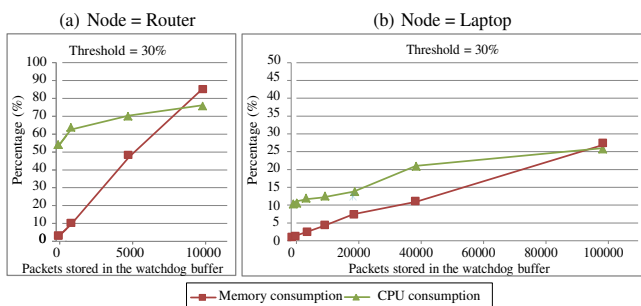 (a) Node = Router
Threshold = 30%
Percentage (%)
100
90
80
70
60
50
40
30
20
10
0
0 5000 10000
Packets stored in the watchdog buffer
(b) Node = Laptop
Threshold = 30%
Percentage (%)
50
45
40
35
30
25
20
15
10
5
0
0 20000 40000 60000 80000 100000
Packets stored in the watchdog buffer
Memory consumption CPU consumption